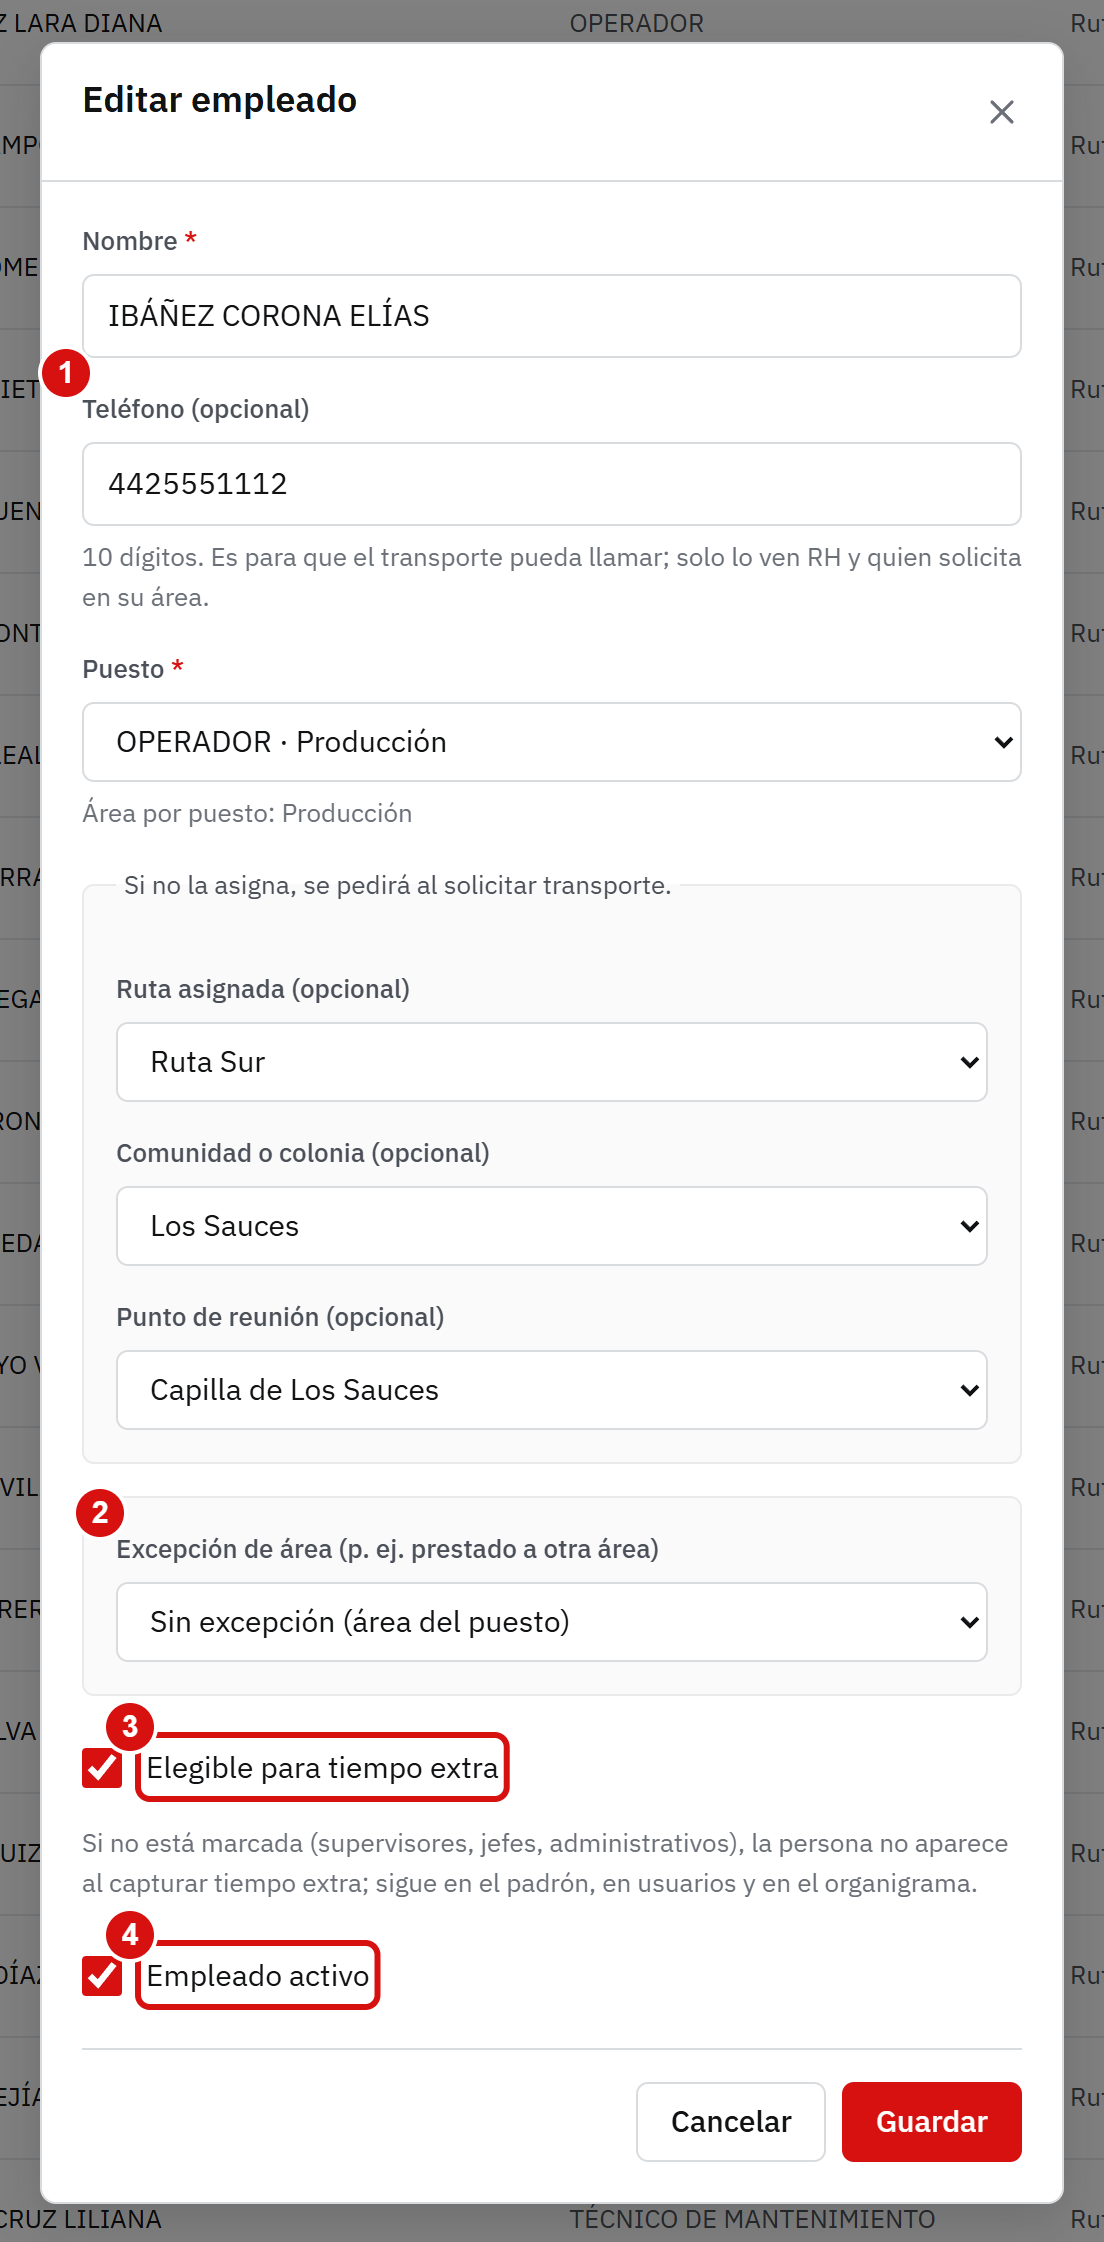 Z LARA DIANA OPERADOR
Editar empleado
Nombre *
IBÁÑEZ CORONA ELÍAS
1
Teléfono (opcional)
4425551112
10 dígitos. Es para que el transporte pueda llamar; solo lo ven RH y quien solicita
en su área.
Puesto *
OPERADOR · Producción
Área por puesto: Producción
Si no la asigna, se pedirá al solicitar transporte.
Ruta asignada (opcional)
Ruta Sur
Comunidad o colonia (opcional)
Los Sauces
Punto de reunión (opcional)
Capilla de Los Sauces
2
Excepción de área (p. ej. prestado a otra área)
Sin excepción (área del puesto)
3
Elegible para tiempo extra
Si no está marcada (supervisores, jefes, administrativos), la persona no aparece
al capturar tiempo extra; sigue en el padrón, en usuarios y en el organigrama.
4
Empleado activo
Cancelar Guardar
CRUZ LILIANA TÉCNICO DE MANTENIMIENTO